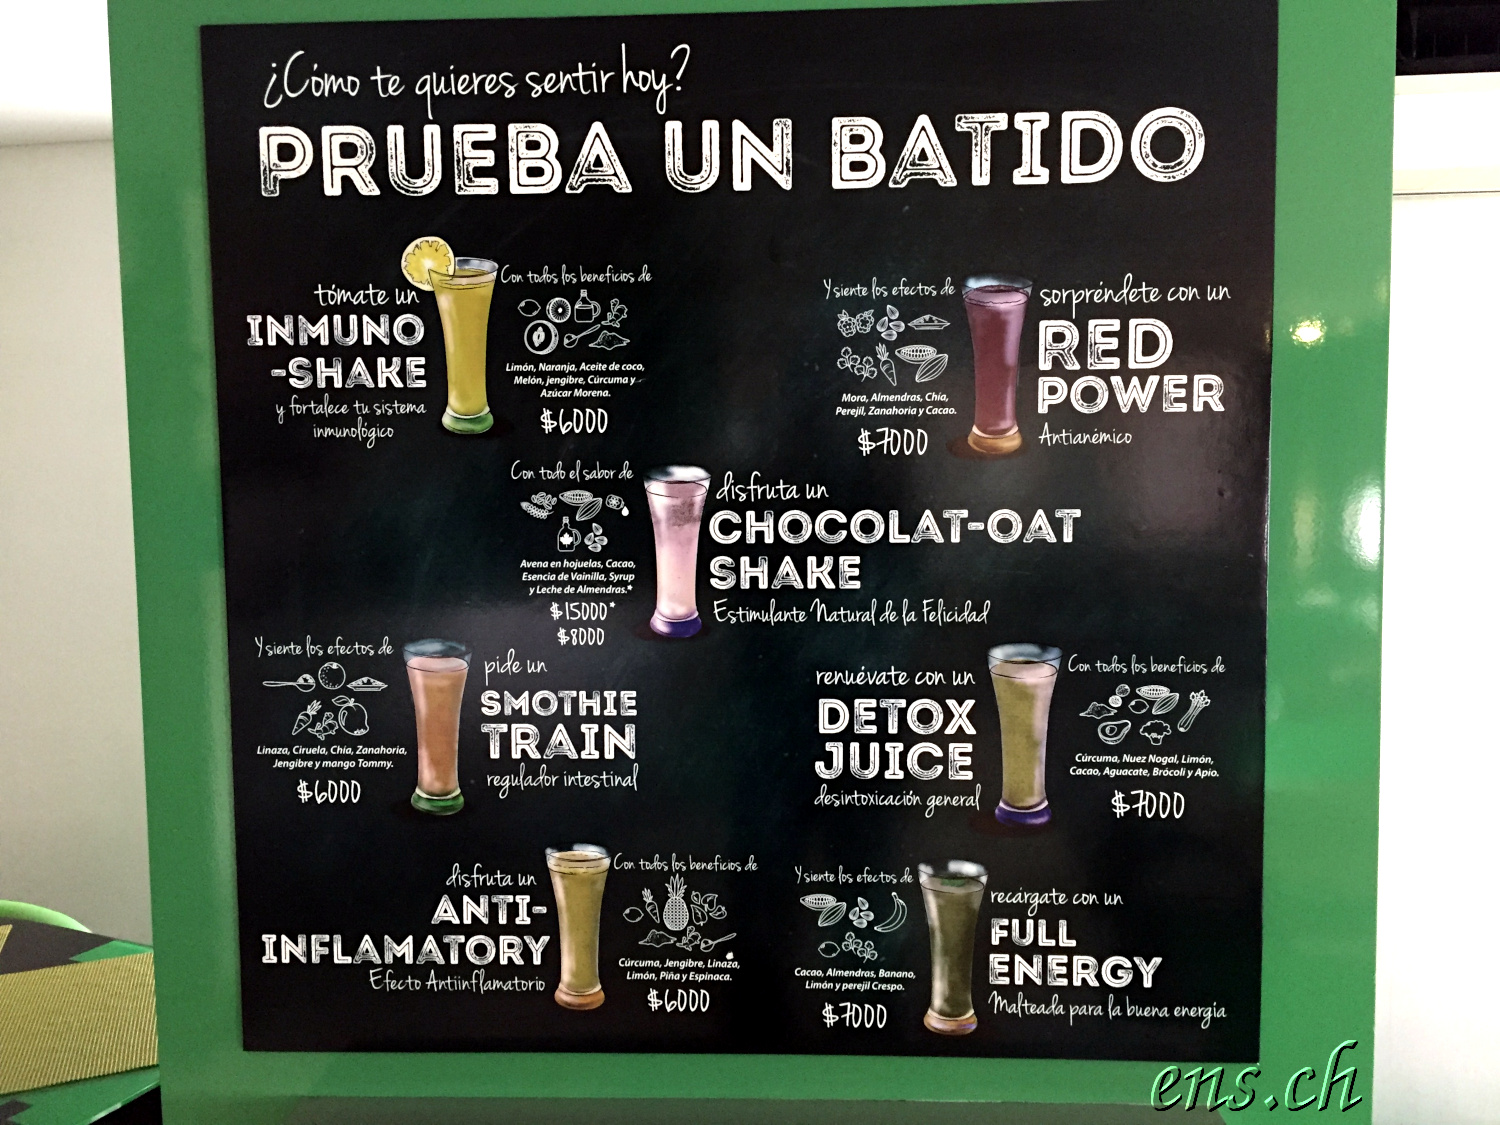 ¿Cómo te quieres sentir hoy?
PRUEBA UN BATIDO
tómate un
INMUNO
-SHAKE
y fortalece tu sistema
inmunológico
Con todos los beneficios de
Limón, Naranja, Aceite de coco,
Melón, jengibre, Cúrcuma y
Azúcar Morena.
$6000
Y siente los efectos de
Mora, Almendras, Chía,
Perejil, Zanahoria y Cacao.
$7000
sorpréndete con un
RED
POWER
Antianémico
Con todo el sabor de
Avena en hojuelas, Cacao,
Esencia de Vainilla, Syrup
y Leche de Almendras.*
$15000*
$8000
disfruta un
CHOCOLAT-OAT
SHAKE
Estimulante Natural de la Felicidad
Y siente los efectos de
Linaza, Ciruela, Chía, Zanahoria,
Jengibre y mango Tommy.
$6000
pide un
SMOTHIE
TRAIN
regulador intestinal
renuévate con un
DETOX
JUICE
desintoxicación general
Con todos los beneficios de
Cúrcuma, Nuez Nogal, Limón,
Cacao, Aguacate, Brócoli y Apio.
$7000
disfruta un
ANTI-
INFLAMATORY
Efecto Antiinflamatorio
Con todos los beneficios de
Cúrcuma, Jengibre, Linaza,
Limón, Piña y Espinaca.
$6000
Y siente los efectos de
Cacao, Almendras, Banano,
Limón y perejil Crespo.
$7000
recárgate con un
FULL
ENERGY
Malteada para la buena energía
ens.ch